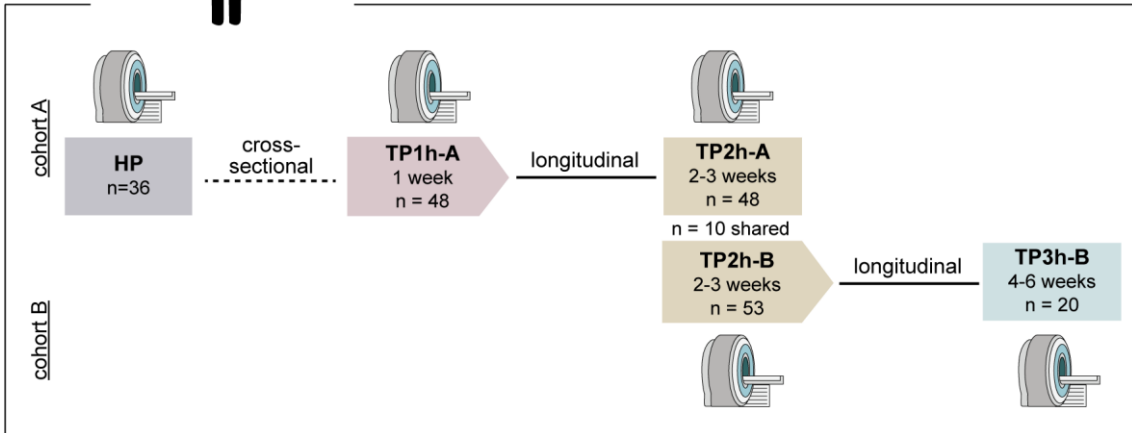 cohort A
HP
n=36
cross-
sectional
TP1h-A
1 week
n = 48
longitudinal
TP2h-A
2-3 weeks
n = 48
n = 10 shared
cohort B
TP2h-B
2-3 weeks
n = 53
longitudinal
TP3h-B
4-6 weeks
n = 20